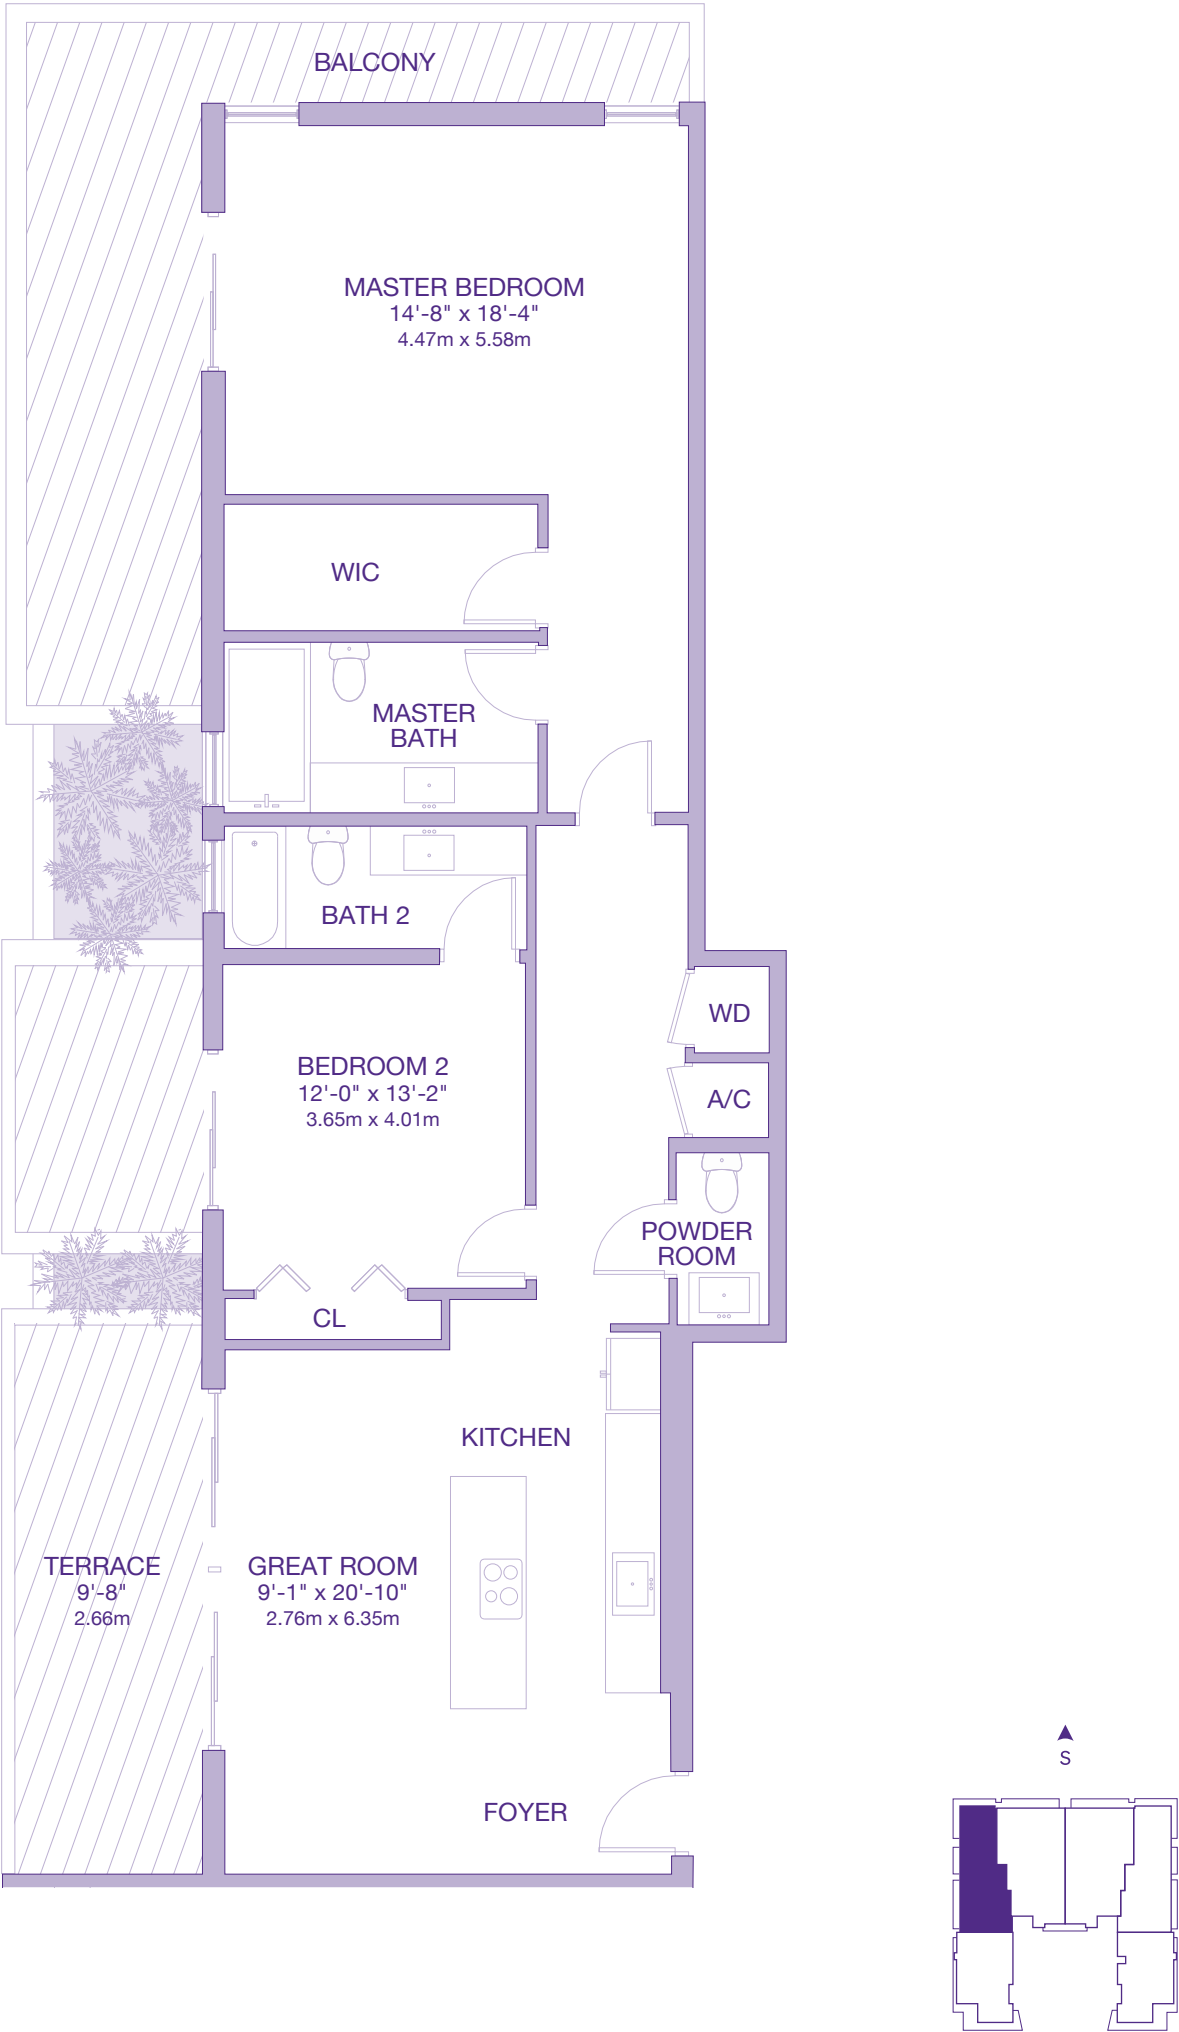 BALCONY
MASTER BEDROOM
14'-8" x 18'-4"
4.47m x 5.58m
WIC
MASTER
BATH
BATH 2
WD
BEDROOM 2
12'-0" x 13'-2"
3.65m x 4.01m
A/C
POWDER
ROOM
CL
KITCHEN
TERRACE
9'-8"
2.66m
GREAT ROOM
9'-1" x 20'-10"
2.76m x 6.35m
FOYER
S